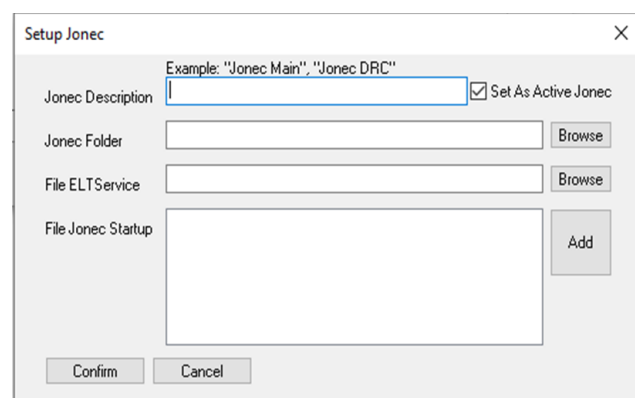 Setup Jonec
Example: "Jonec Main", "Jonec DRC"
Jonec Description
Set As Active Jonec
Jonec Folder
Browse
File ELTService
Browse
File Jonec Startup
Add
Confirm
Cancel